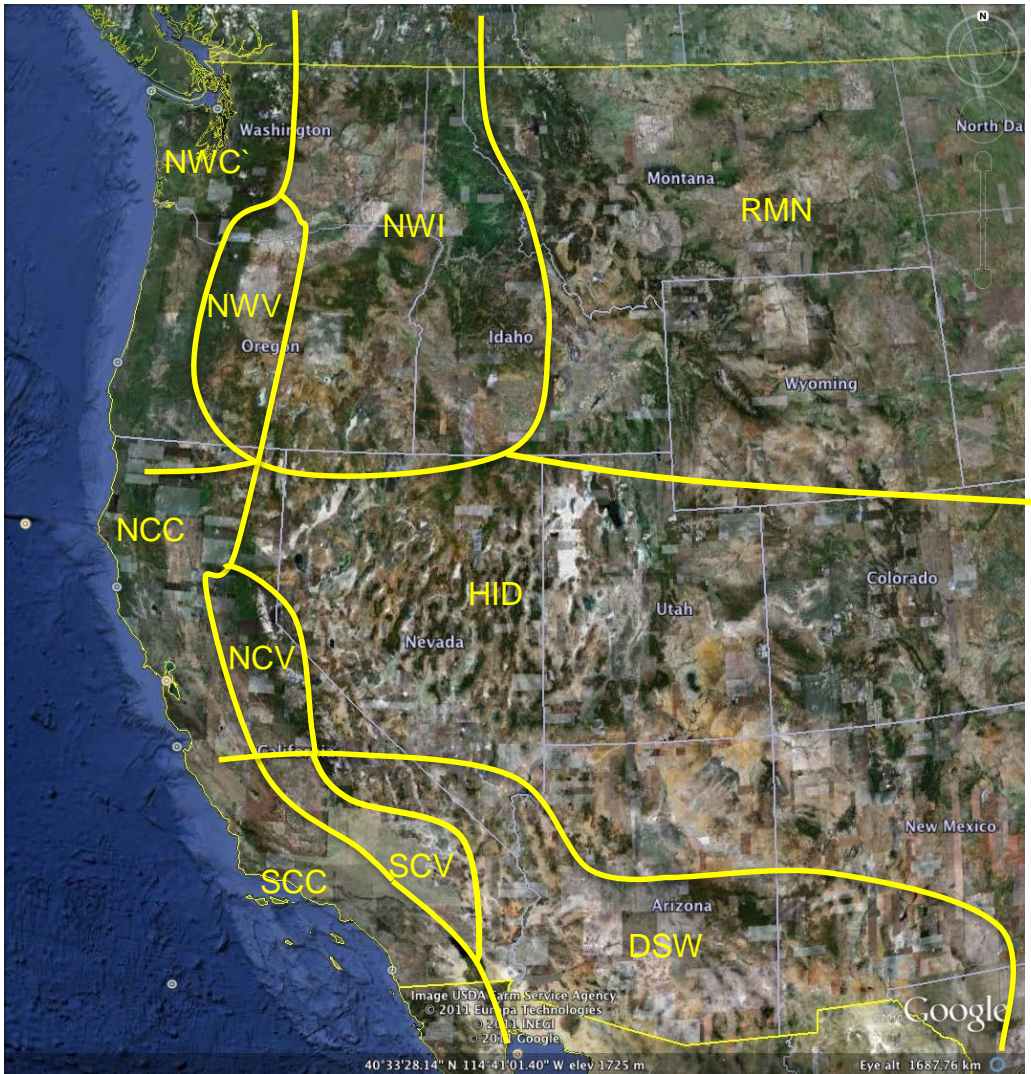 N
Washington
North Da
NWC`
Montana
RMN
NWI
NWV
Oregon
Idaho
Wyoming
NCC
HID
Colorado
Utah
Nevada
NCV
California
New Mexico
SCV
SCC
Arizona
DSW
Image USDA Farm Service Agency
© 2011 Europa Technologies
© 2011 INEGI
© 2011 Google
©2010 Google
40°33'28.14" N 114°41'01.40" W elev 1725 m
Eye alt 1687.76 km